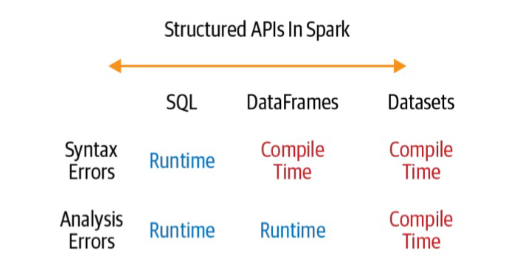 Structured APIs In Spark
SQL DataFrames Datasets
Syntax Errors Runtime Compile Time Compile Time
Analysis Errors Runtime Runtime Compile Time